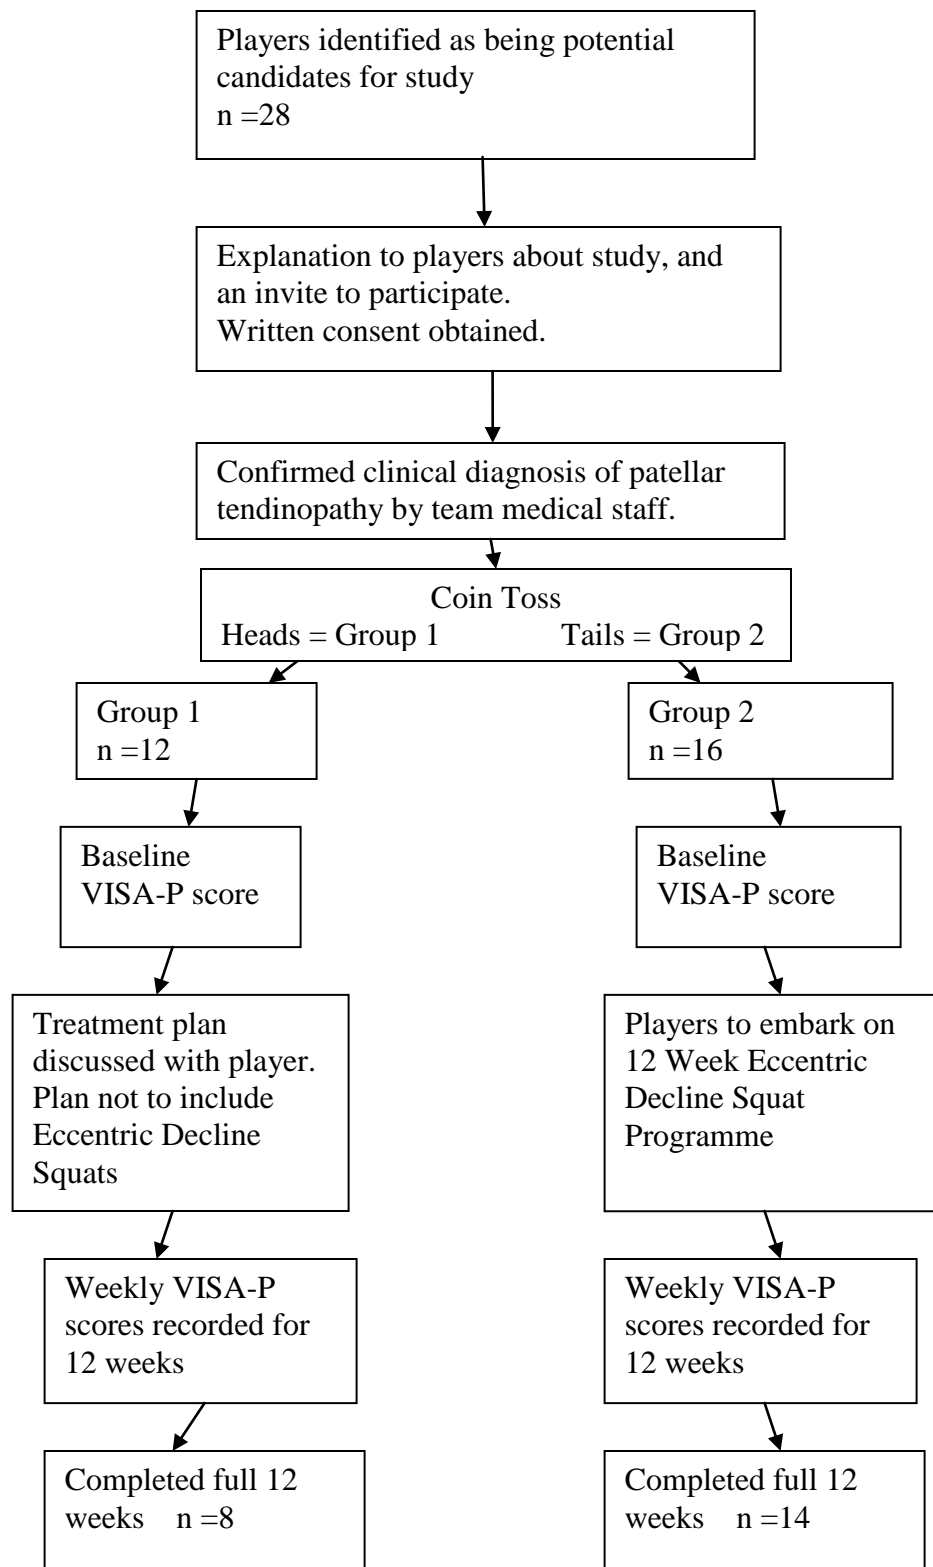 Players identified as being potential
candidates for study
n =28
Explanation to players about study, and
an invite to participate.
Written consent obtained.
Confirmed clinical diagnosis of patellar
tendinopathy by team medical staff.
Coin Toss
Heads = Group 1 Tails = Group 2
Group 1
n =12
Group 2
n =16
Baseline
VISA-P score
Baseline
VISA-P score
Treatment plan
discussed with player.
Plan not to include
Eccentric Decline
Squats
Players to embark on
12 Week Eccentric
Decline Squat
Programme
Weekly VISA-P
scores recorded for
12 weeks
Weekly VISA-P
scores recorded for
12 weeks
Completed full 12
weeks n =8
Completed full 12
weeks n =14